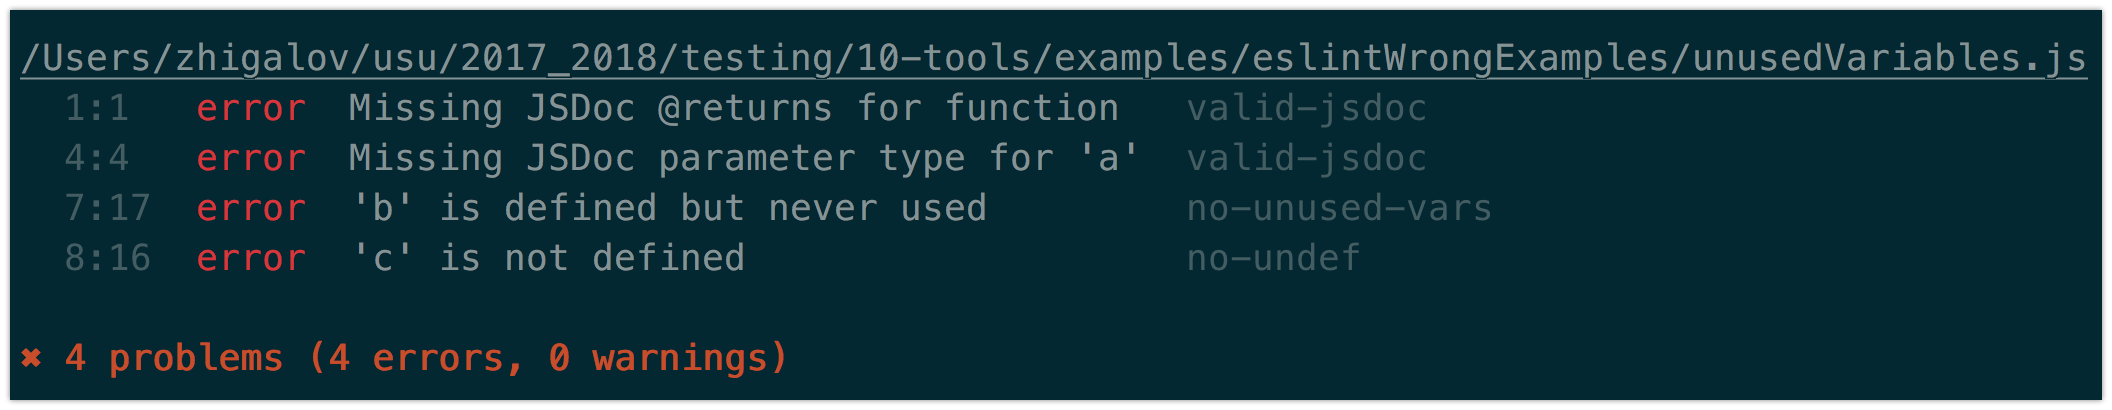 /Users/zhigalov/usu/2017_2018/testing/10-tools/examples/eslintWrongExamples/unusedVariables.js
1:1 error Missing JSDoc @returns for function valid-jsdoc
4:4 error Missing JSDoc parameter type for 'a' valid-jsdoc
7:17 error 'b' is defined but never used no-unused-vars
8:16 error 'c' is not defined no-undef
✖ 4 problems (4 errors, 0 warnings)